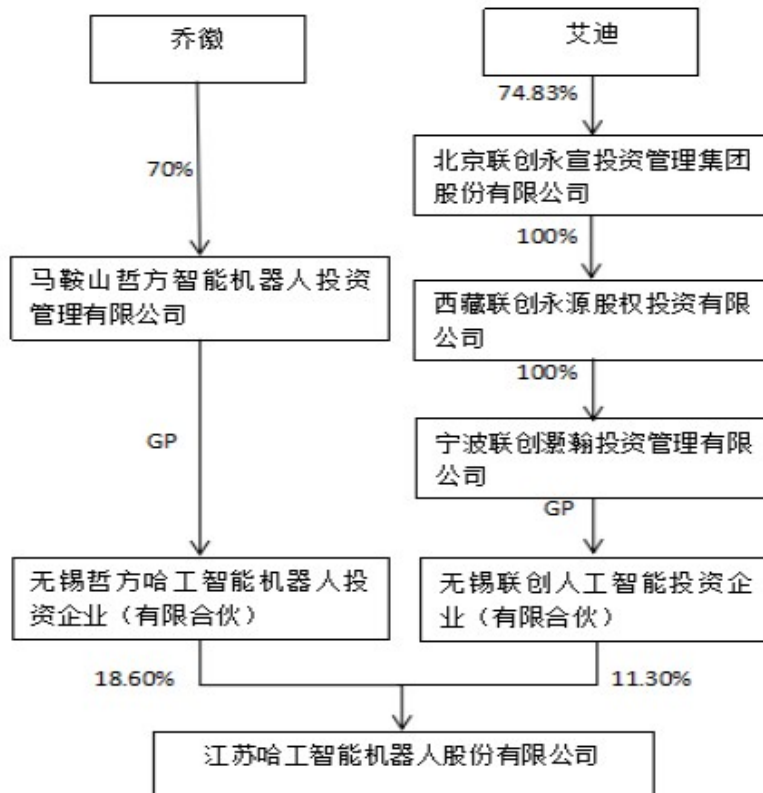 乔徽
艾迪
74.83%
70%
北京联创永宣投资管理集团
股份有限公司
100%
马鞍山哲方智能机器人投资
管理有限公司
西藏联创永源股权投资有限
公司
100%
GP
宁波联创灏瀚投资管理有限
公司
GP
无锡哲方哈工智能机器人投
资企业（有限合伙）
无锡联创人工智能投资企
业（有限合伙）
18.60%
11.30%
江苏哈工智能机器人股份有限公司